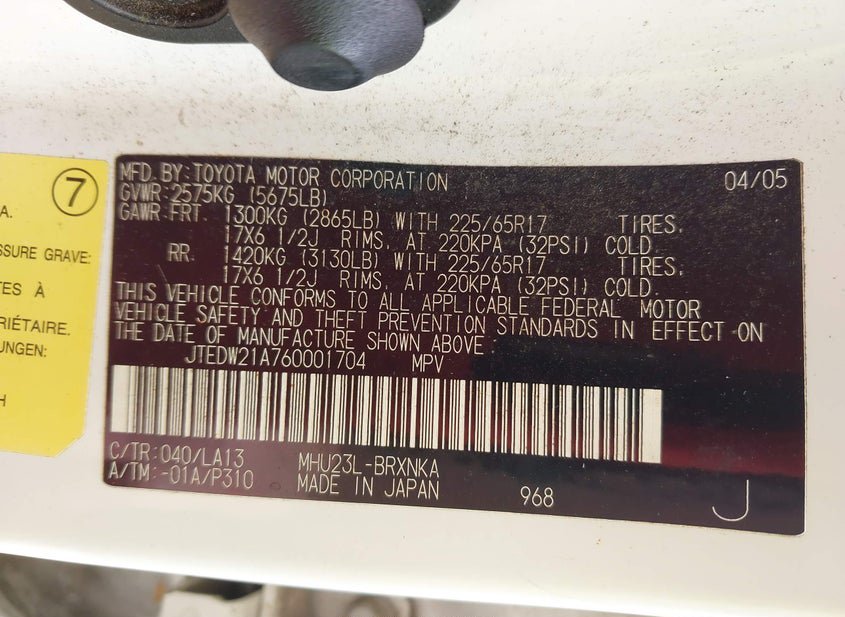 7
A.
SSURE GRAVE:
TES À
RIÉTAIRE.
UNGEN:
H
MFD. BY: TOYOTA MOTOR CORPORATION 04/05
GVWR: 2575KG (5675LB)
GAWR: FRT. 1300KG (2865LB) WITH 225/65R17 TIRES,
17X6 1/2J RIMS, AT 220KPA (32PSI) COLD.
RR. 1420KG (3130LB) WITH 225/65R17 TIRES,
17X6 1/2J RIMS, AT 220KPA (32PSI) COLD.
THIS VEHICLE CONFORMS TO ALL APPLICABLE FEDERAL MOTOR
VEHICLE SAFETY AND THEFT PREVENTION STANDARDS IN EFFECT ON
THE DATE OF MANUFACTURE SHOWN ABOVE.
JTEDW21A760001704 MPV
C/TR: 040/LA13 MHU23L-BRXNKA
A/TM: -01A/P310 MADE IN JAPAN 968 J